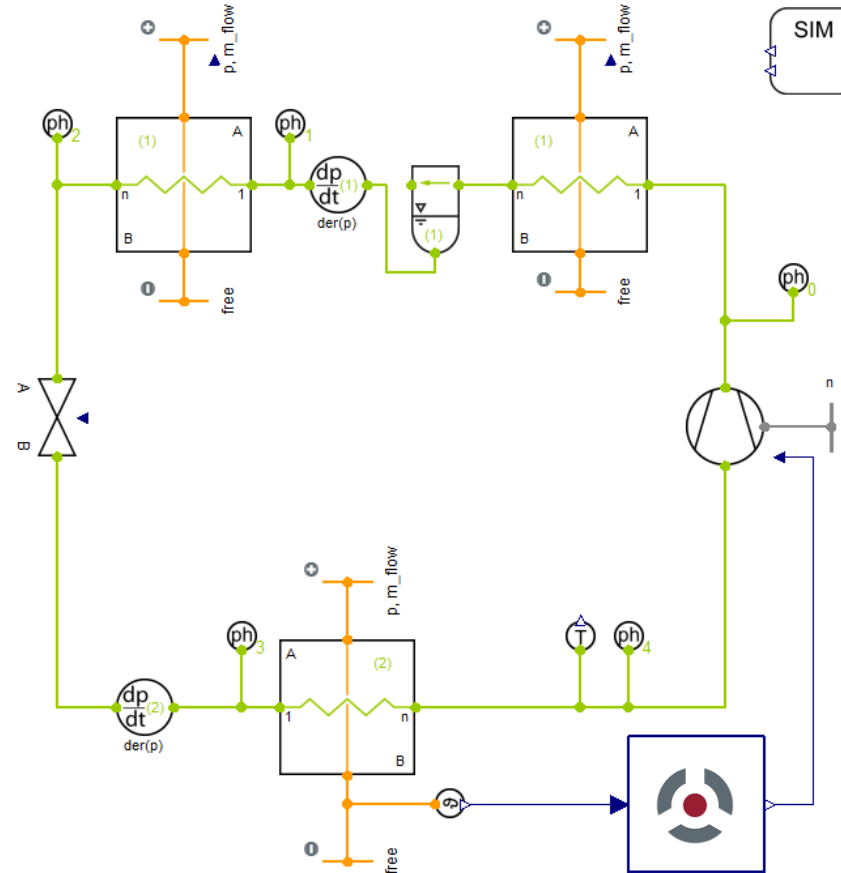 SIM
p, m_flow
p, m_flow
ph 2
(1)
A
ph 1
n
1
B
dp
dt (1)
der(p)
free
(1)
(1)
A
n
1
B
free
ph 0
A
B
n
p, m_flow
ph 3
A
(2)
1
n
B
T
ph 4
dp
dt (2)
der(p)
ϑ
free